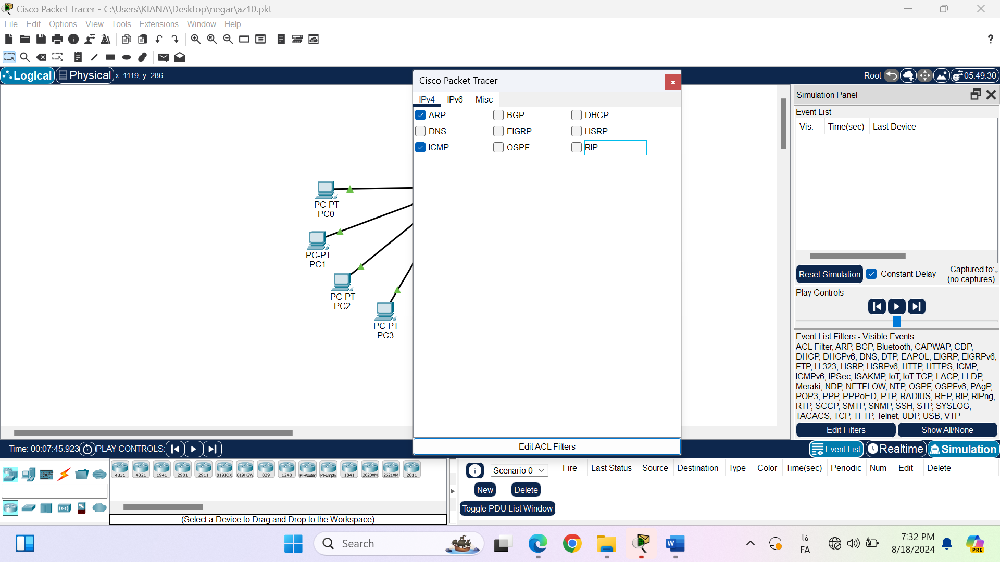 Cisco Packet Tracer - C:\Users\KIANA\Desktop\negar\az10.pkt
File Edit Options View Tools Extensions Window Help
?
Logical Physical x: 1119, y: 286
Root 05:49:30
Cisco Packet Tracer
IPv4 IPv6 Misc
ARP BGP DHCP
DNS EIGRP HSRP
ICMP OSPF RIP
PC-PT
PC0
PC-PT
PC1
PC-PT
PC2
PC-PT
PC3
Edit ACL Filters
Simulation Panel
Event List
Vis. Time(sec) Last Device
Reset Simulation Constant Delay Captured to:
(no captures)
Play Controls
Event List Filters - Visible Events
ACL Filter, ARP, BGP, Bluetooth, CAPWAP, CDP,
DHCP, DHCPv6, DNS, DTP, EAPOL, EIGRP, EIGRPv6,
FTP, H.323, HSRP, HSRPv6, HTTP, HTTPS, ICMP,
ICMPv6, IPSec, ISAKMP, IoT, IoT TCP, LACP, LLDP,
Meraki, NDP, NETFLOW, NTP, OSPF, OSPFv6, PAgP,
POP3, PPP, PPPoED, PTP, RADIUS, REP, RIP, RIPng,
RTP, SCCP, SMTP, SNMP, SSH, STP, SYSLOG,
TACACS, TCP, TFTP, Telnet, UDP, USB, VTP
Edit Filters Show All/None
Time: 00:07:45.923 PLAY CONTROLS:
Event List Realtime Simulation
4331 4321 1941 2901 2911 819IOX 819HGW 829 1240 PT-Router PT-Empty 1841 2620XM 2621XM 2811
(Select a Device to Drag and Drop to the Workspace)
Scenario 0
New Delete
Toggle PDU List Window
Fire Last Status Source Destination Type Color Time(sec) Periodic Num Edit Delete
Search
فا
FA
7:32 PM
8/18/2024
PRE